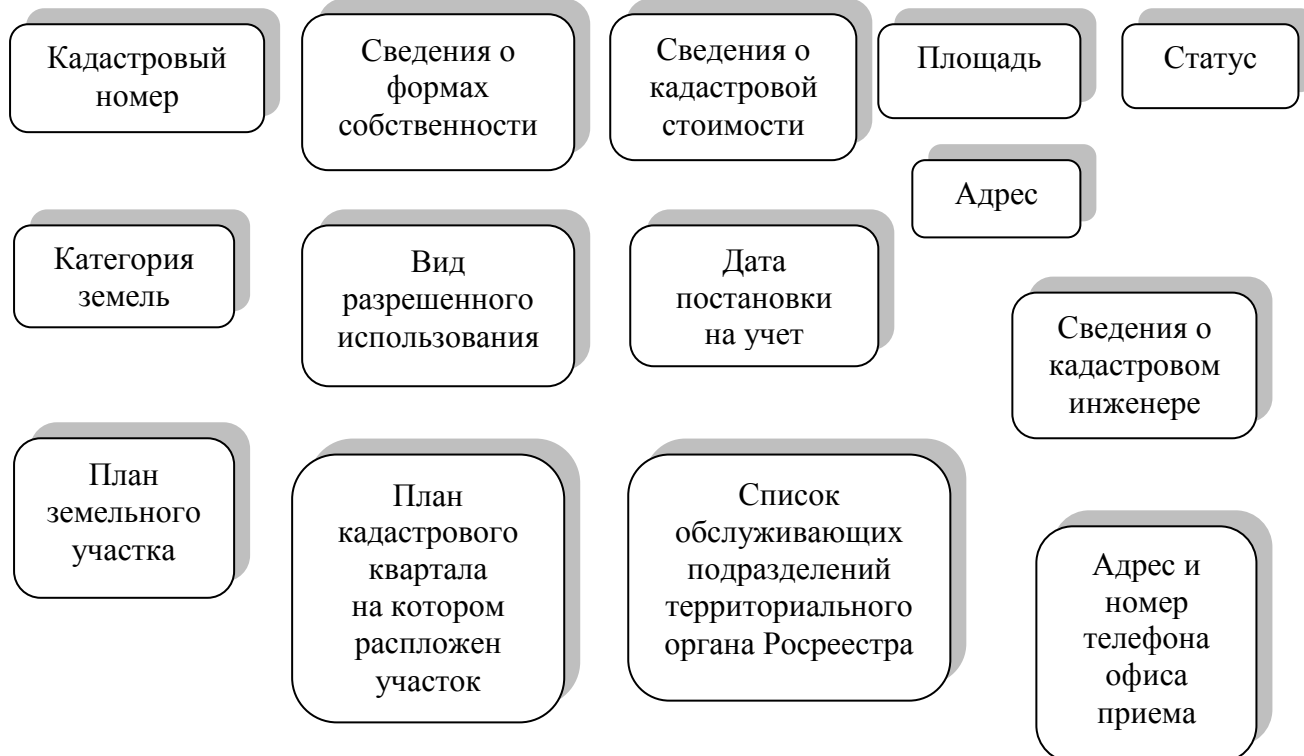 Кадастровый
номер
Сведения о
формах
собственности
Сведения о
кадастровой
стоимости
Площадь
Статус
Адрес
Категория
земель
Вид
разрешенного
использования
Дата
постановки
на учет
Сведения о
кадастровом
инженере
План
земельного
участка
План
кадастрового
квартала
на котором
распложен
участок
Список
обслуживающих
подразделений
территориального
органа Росреестра
Адрес и
номер
телефона
офиса
приема